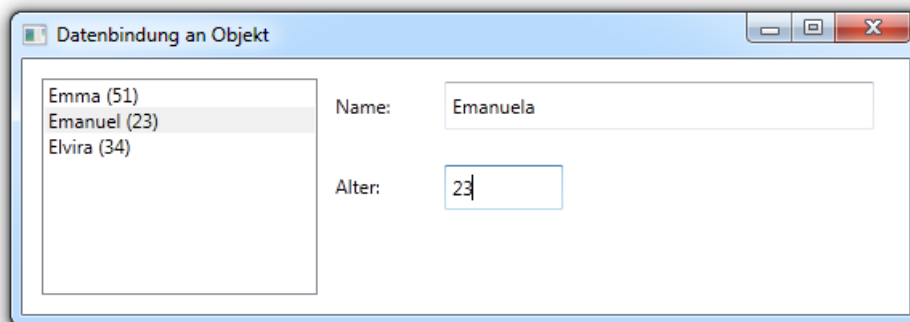 Datenbindung an Objekt
Emma (51)
Emanuel (23)
Elvira (34)
Name: Emanuela
Alter: 23